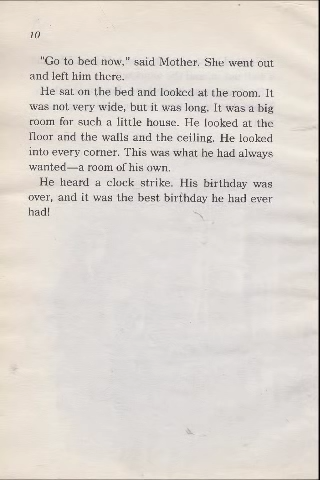 10
"Go to bed now," said Mother. She went out
and left him there.
He sat on the bed and looked at the room. It
was not very wide, but it was long. It was a big
room for such a little house. He looked at the
floor and the walls and the ceiling. He looked
into every corner. This was what he had always
wanted—a room of his own.
He heard a clock strike. His birthday was
over, and it was the best birthday he had ever
had!